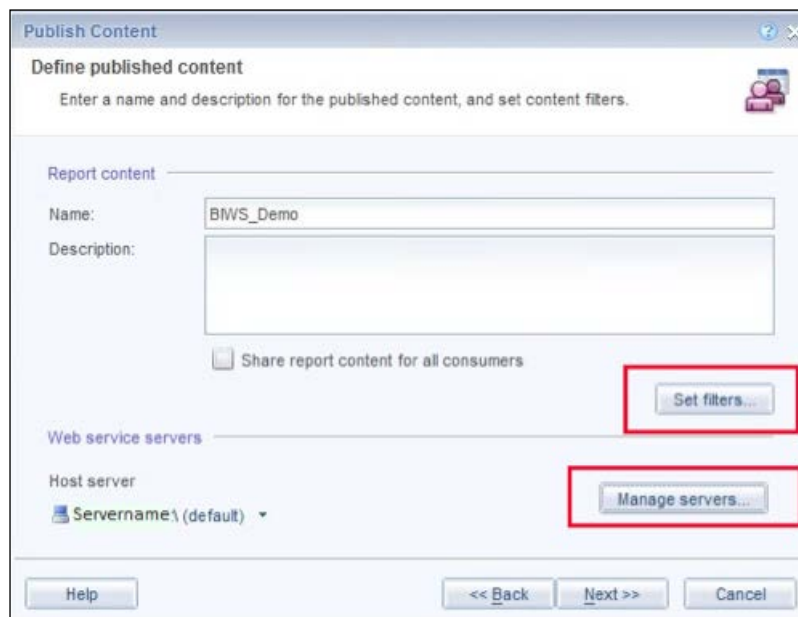 Publish Content
Define published content
Enter a name and description for the published content, and set content filters.
Report content
Name: BIWS_Demo
Description:
Share report content for all consumers
Set filters...
Web service servers
Host server
Manage servers...
Servername:\ (default)
Help << Back Next >> Cancel